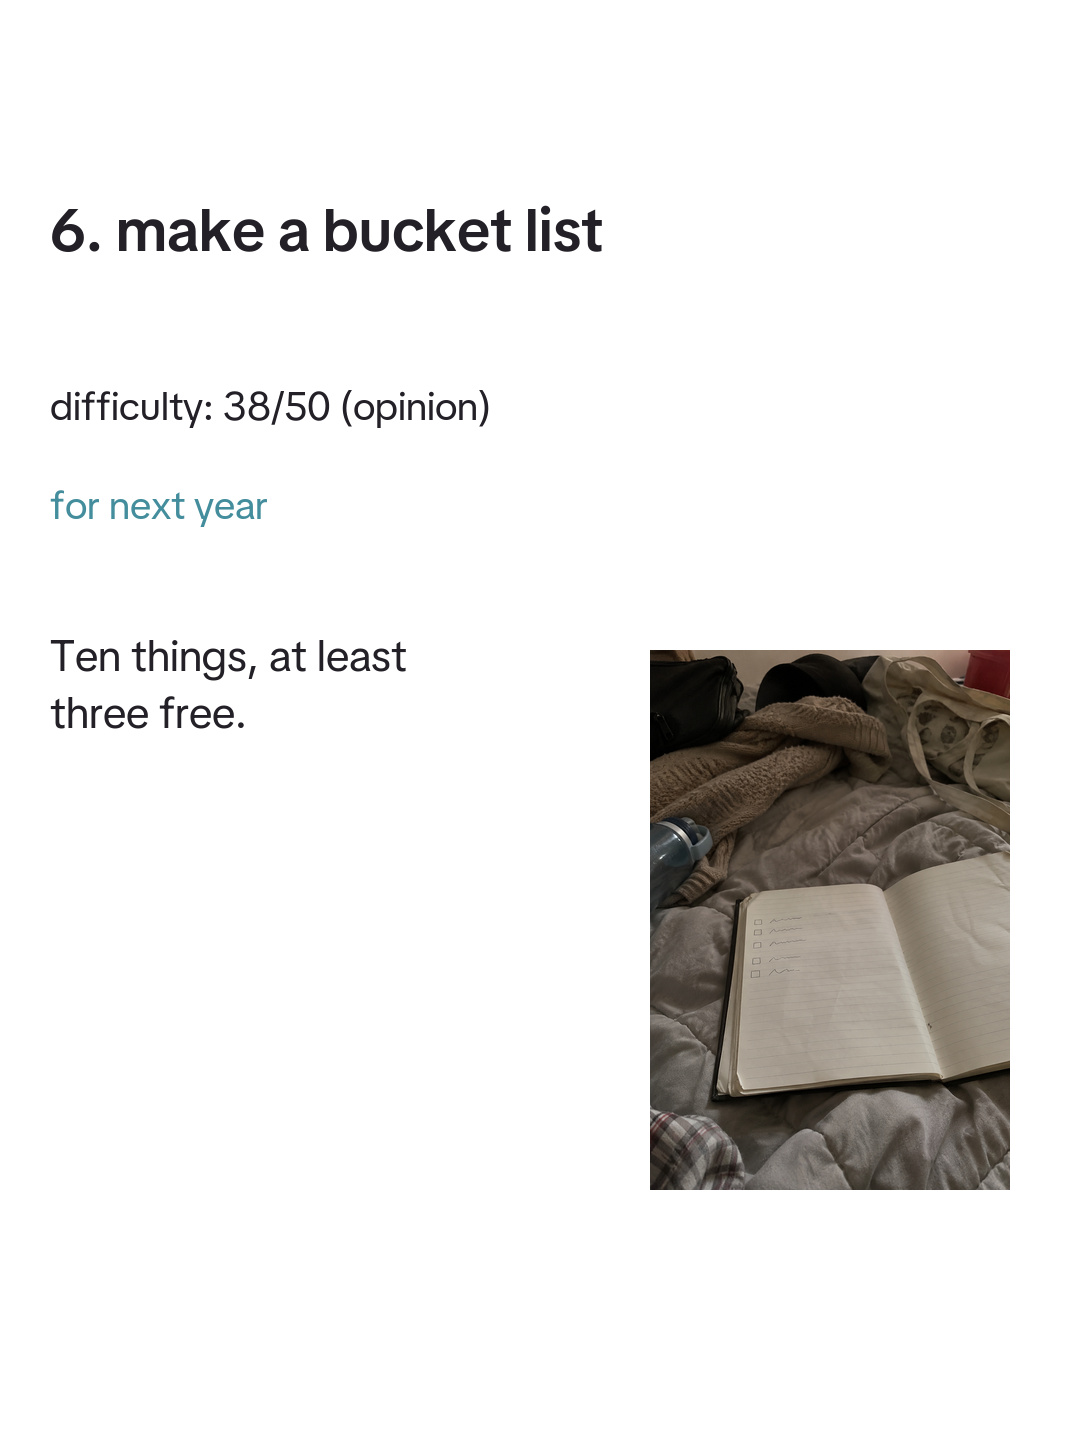 6. make a bucket list
difficulty: 38/50 (opinion)
for next year
Ten things, at least
three free.